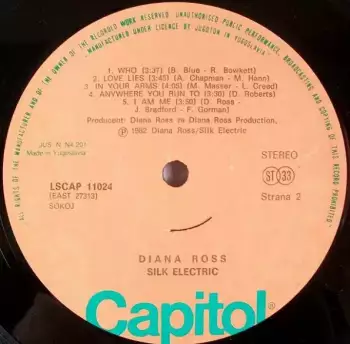 ALL RIGHTS OF THE MANUFACTURER AND OF THE OWNER OF THE RECORDED WORK RESERVED UNAUTHORISED PUBLIC PERFORMANCE, BROADCASTING AND COPYING OF THIS RECORD PROHIBITED
MANUFACTURED UNDER LICENCE BY JUGOTON IN YUGOSLAVIA
1. WHO [3:37] (B. Blue - R. Bowkett)
2. LOVE LIES [3:45] (A. Chapman - M. Hann)
3. IN YOUR ARMS [4:05] (M. Masser - L. Creed)
4. ANYWHERE YOU RUN TO [3:30] (D. Roberts)
5. I AM ME [3:50] (D. Ross -
J. Bradford - F. Gorman)
Producent: Diana Ross za Diana Ross Production,
℗ 1982 Diana Ross/Silk Electric
JUS N N4.201
Made in Yugoslavia
LSCAP 11024
(EAST 27313)
SOKOJ
STEREO
ST 33
Strana 2
DIANA ROSS
SILK ELECTRIC
Capitol®